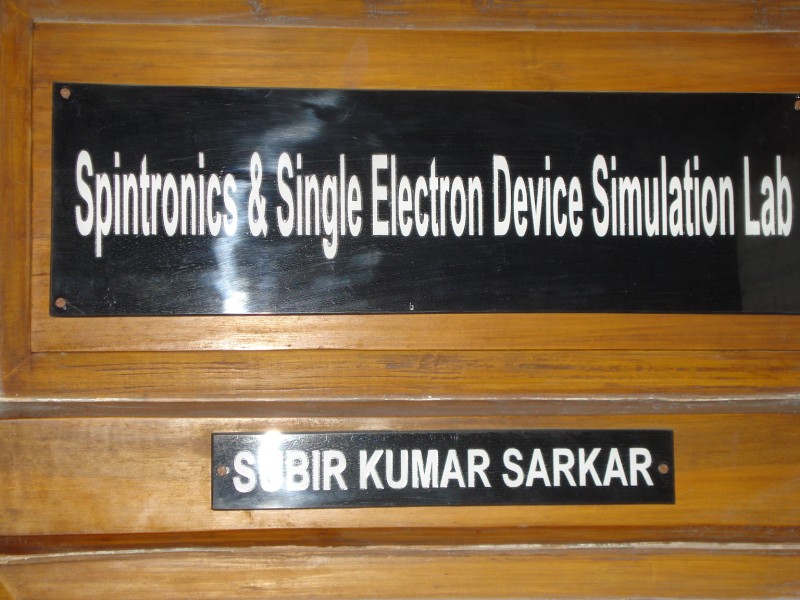 Spintronics & Single Electron Device Simulation Lab
SUBIR KUMAR SARKAR